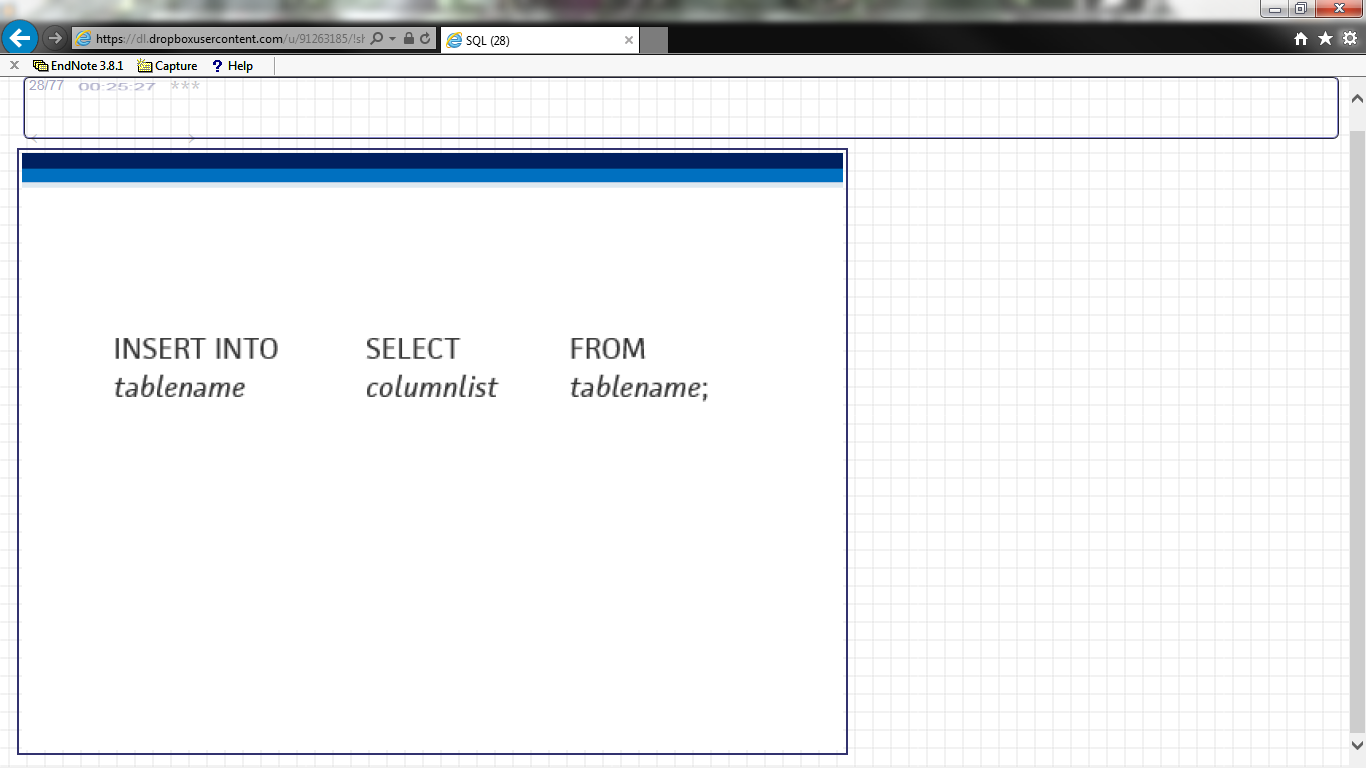 https://dl.dropboxusercontent.com/u/91263185/!sh
SQL (28)
EndNote 3.8.1 Capture Help
28/77 00:25:27 ***
INSERT INTO SELECT FROM
tablename columnlist tablename;